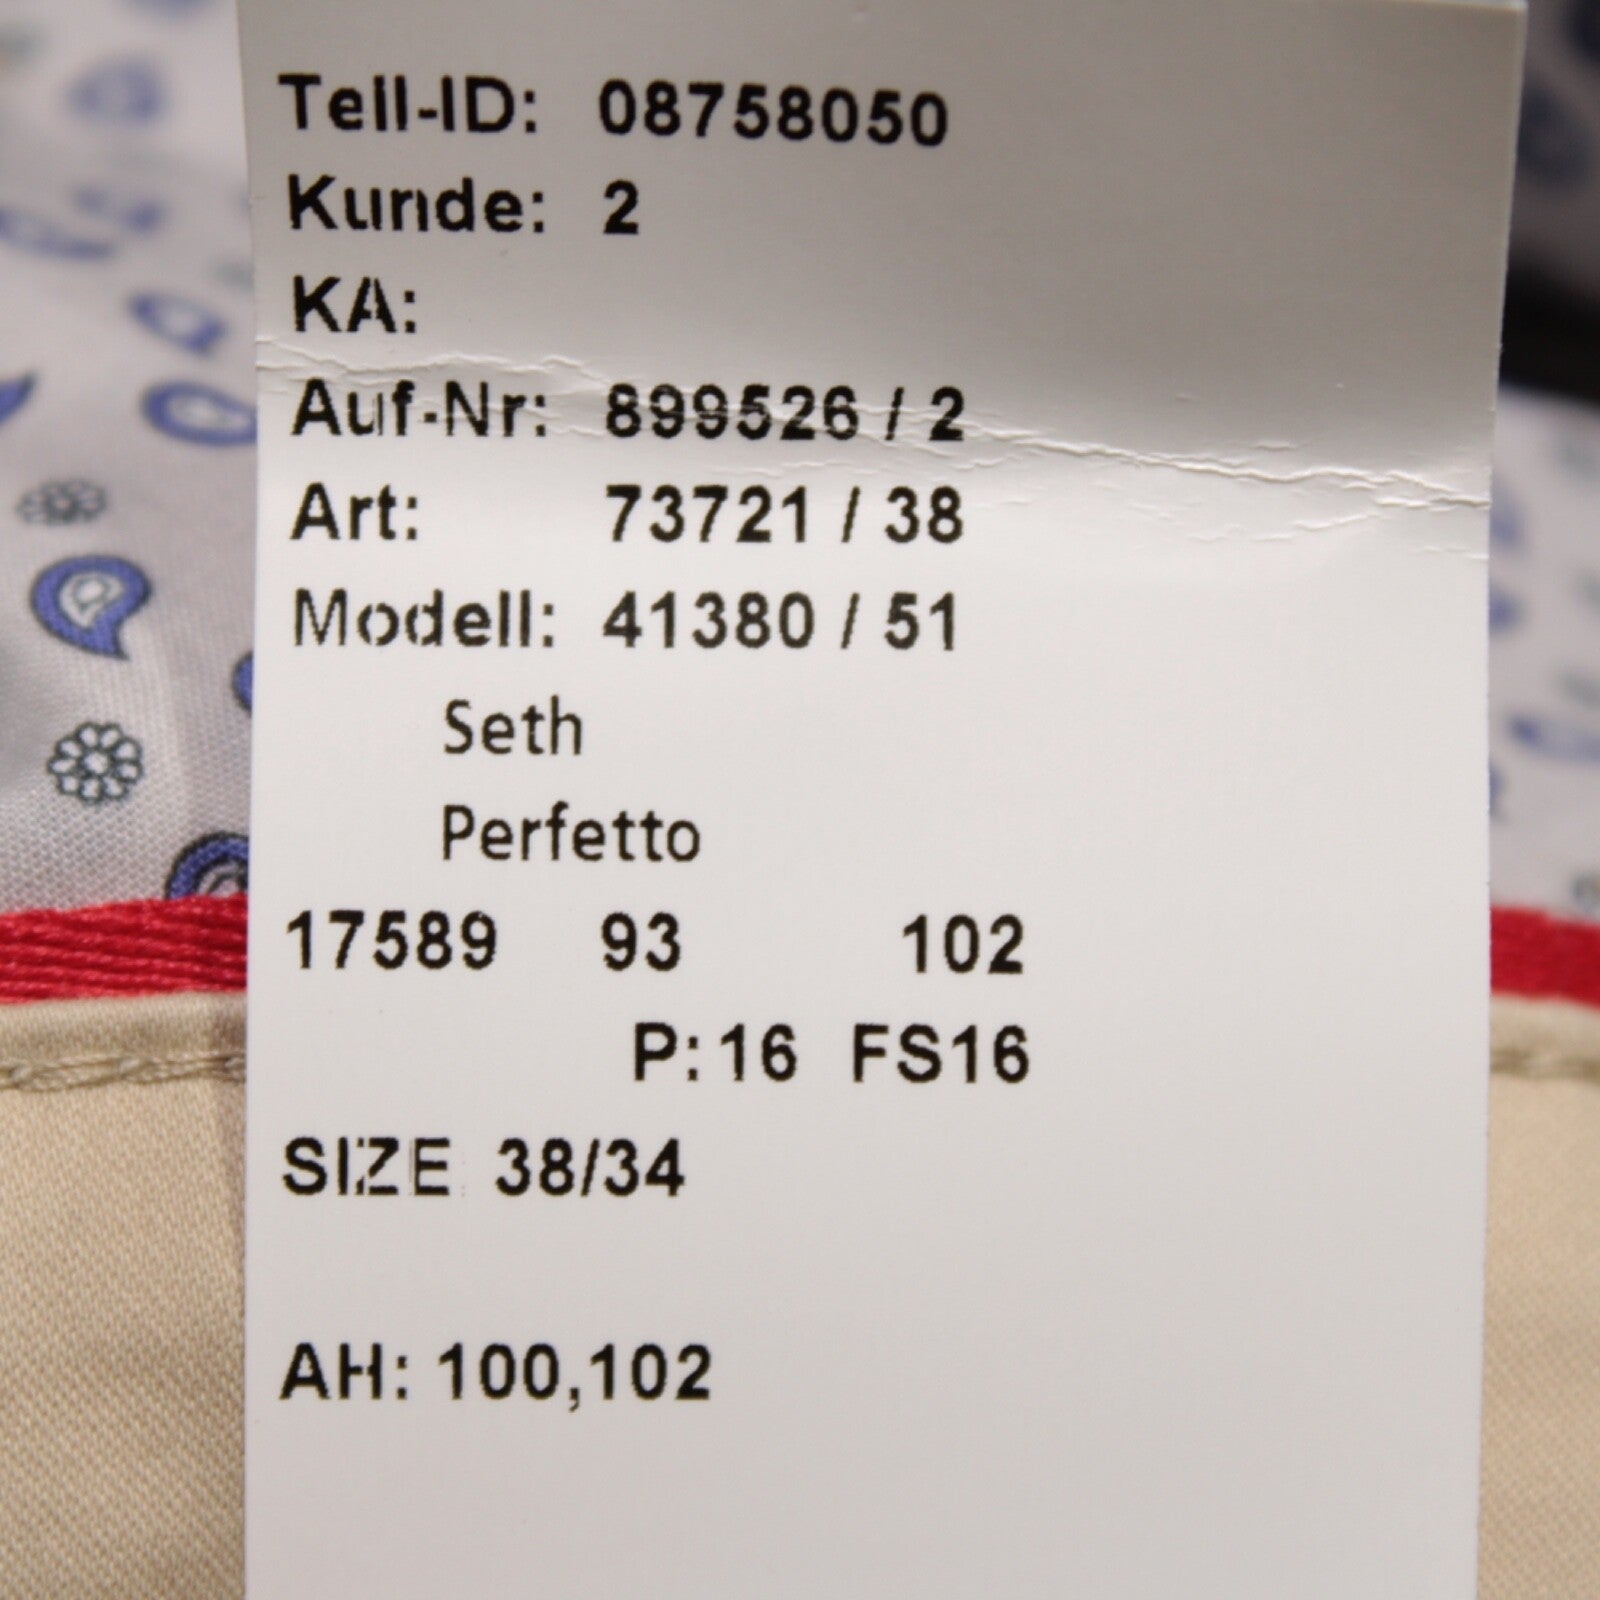 Teil-ID: 08758050
Kunde: 2
KA:
Auf-Nr: 899526 / 2
Art: 73721 / 38
Modell: 41380 / 51
Seth
Perfetto
17589 93 102
P: 16 FS16
SIZE 38/34
AH: 100,102